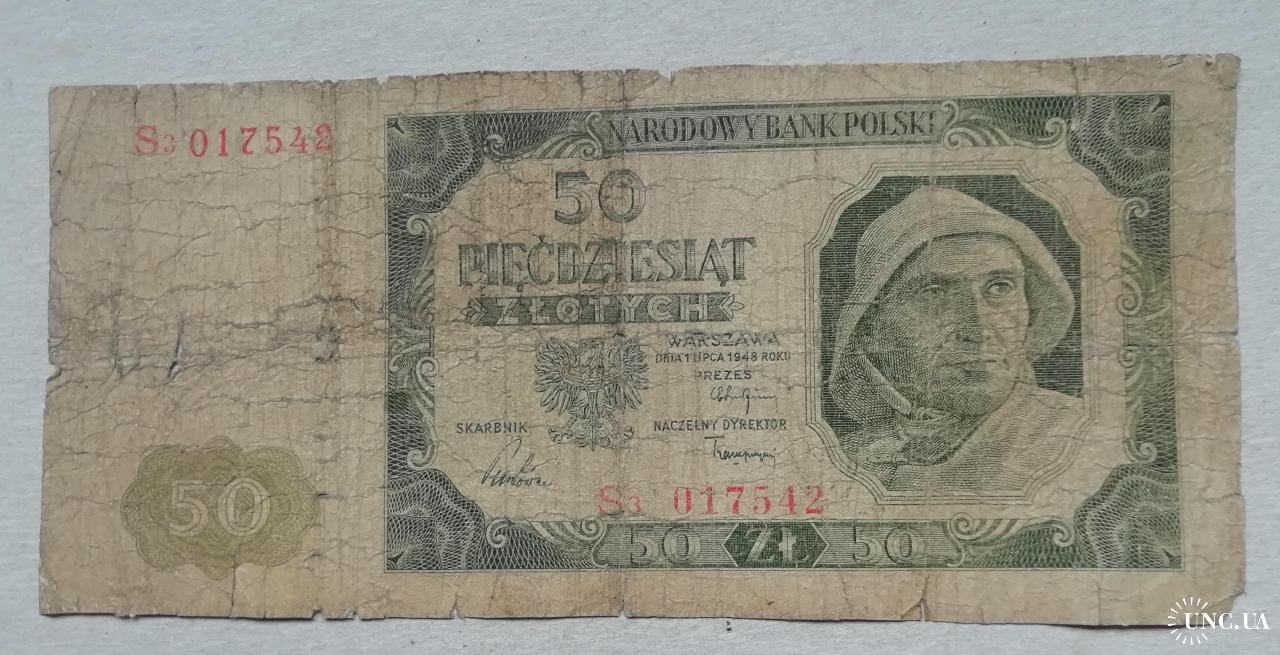 S3 017542
NARODOWY BANK POLSKI
50
PIĘĆDZIESIĄT
ZŁOTYCH
WARSZAWA
DNIA 1 LIPCA 1948 ROKU
PREZES
SKARBNIK
NACZELNY DYREKTOR
S3 017542
50
50 ZŁ 50
UNC.UA